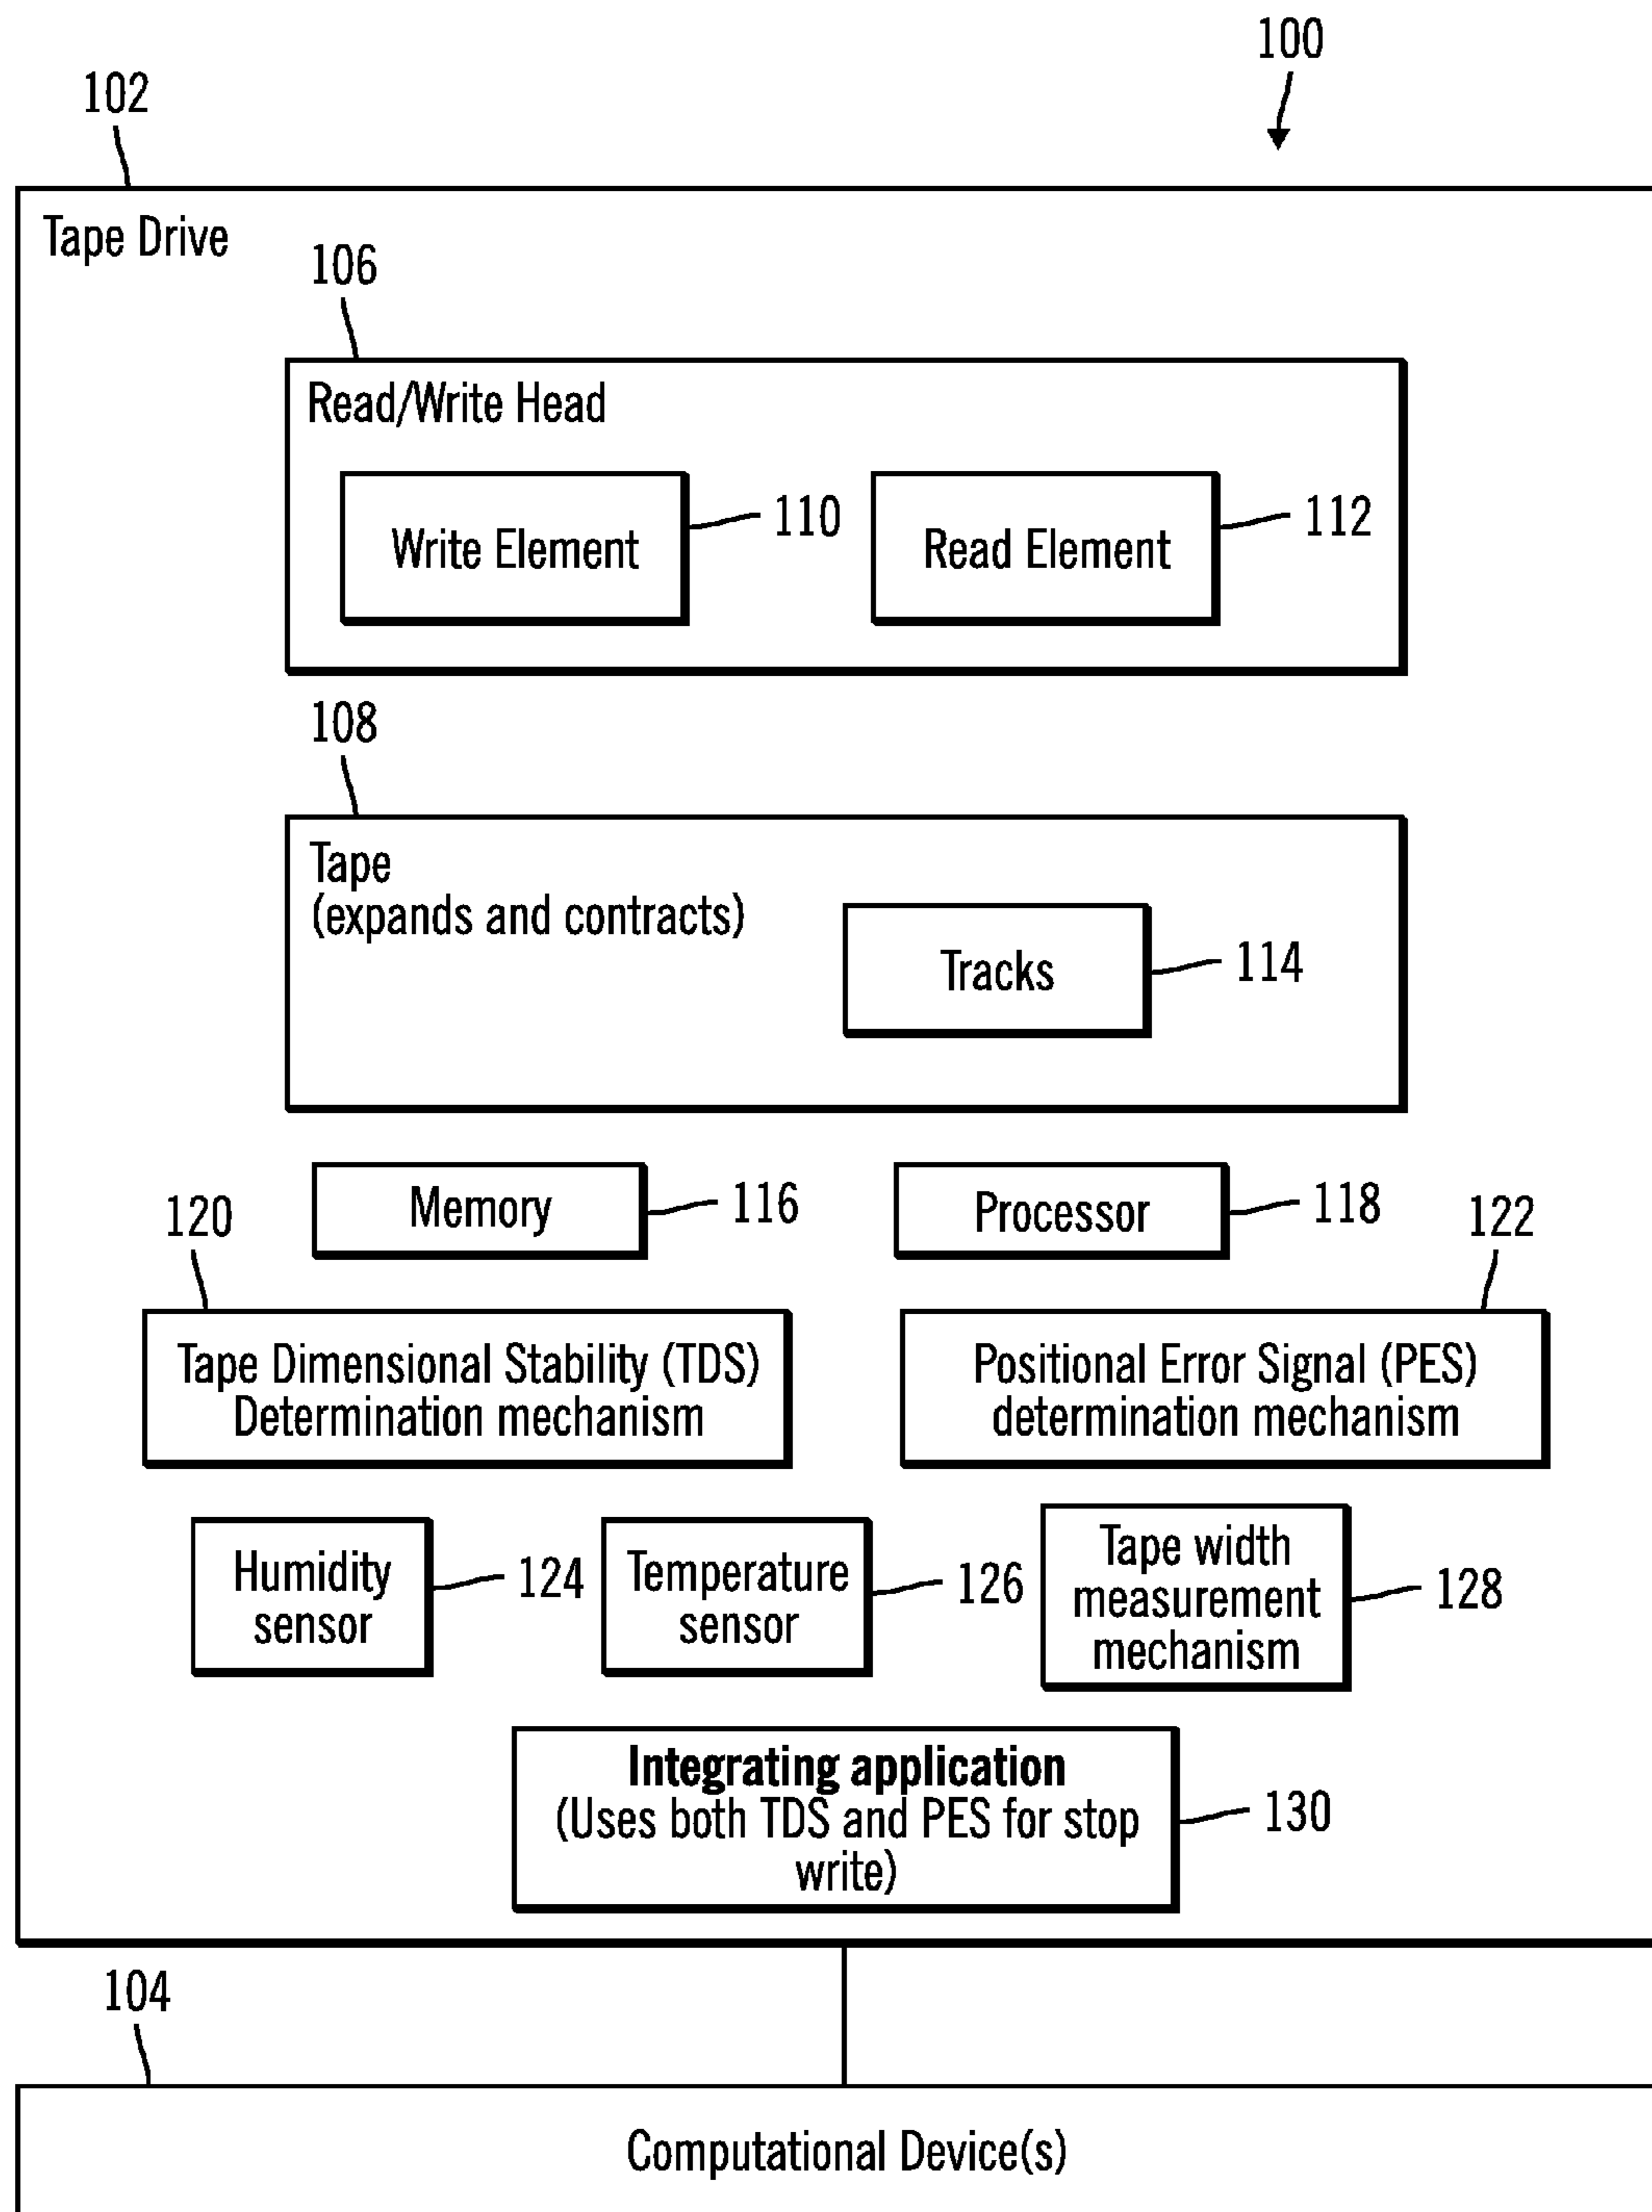 100
102
Tape Drive
106
Read/Write Head
Write Element
110
Read Element
112
108
Tape
(expands and contracts)
Tracks
114
Memory
116
Processor
118
120
122
Tape Dimensional Stability (TDS)
Determination mechanism
Positional Error Signal (PES)
determination mechanism
Humidity
sensor
124
Temperature
sensor
126
Tape width
measurement
mechanism
128
Integrating application
(Uses both TDS and PES for stop
write)
130
104
Computational Device(s)